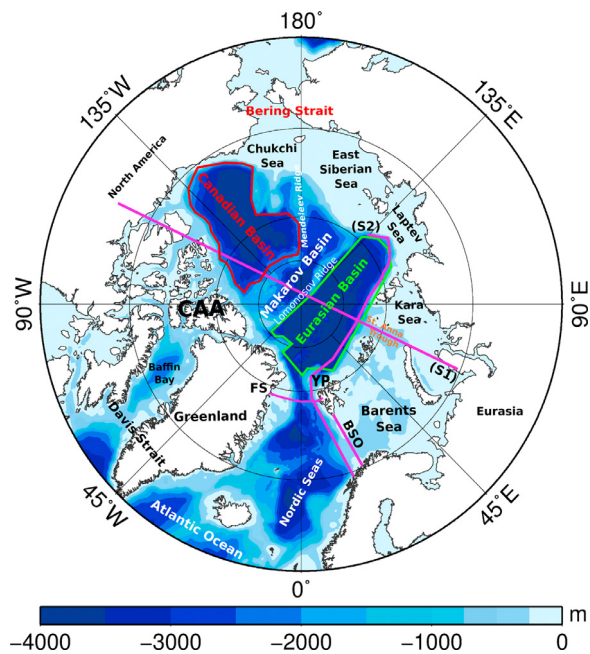 180°
135°W
135°E
Bering Strait
North America
Chukchi
Sea
East
Siberian
Sea
Mendeleev Ridge
Canadian Basin
(S2)
Laptev
Sea
Makarov Basin
Lomonosov Ridge
Eurasian Basin
90°W
CAA
Kara
Sea
90°E
St. Anna
Trough
Baffin
Bay
FS
YP
(S1)
Greenland
Davis Strait
BSO
Barents
Sea
Eurasia
45°W
Atlantic Ocean
Nordic Seas
45°E
0°
m
−4000
−3000
−2000
−1000
0